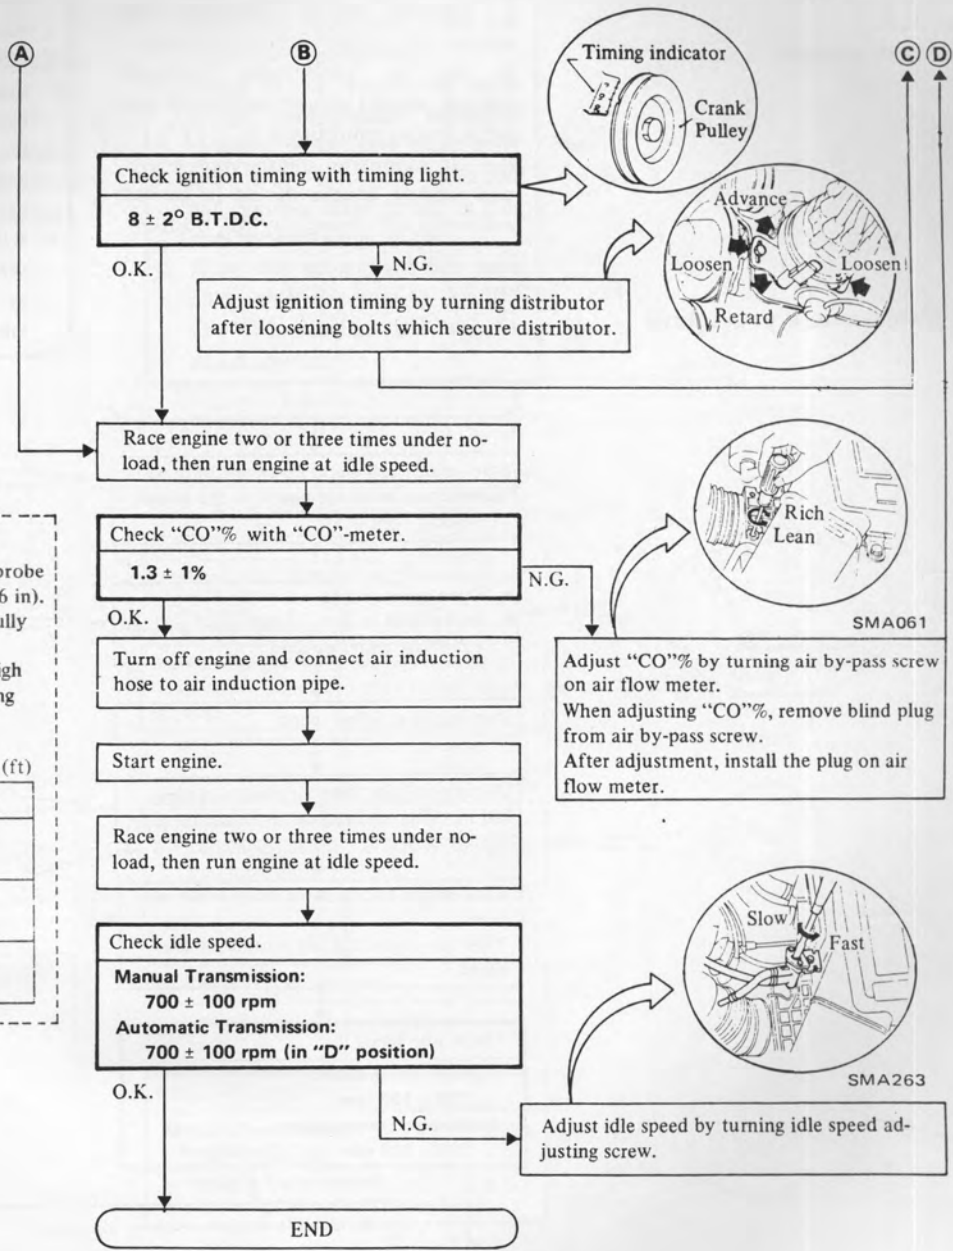 A
B
C
D
Timing indicator
Crank
Pulley
Check ignition timing with timing light.
8 ± 2° B.T.D.C.
Advance
Loosen
Loosen
Retard
O.K.
N.G.
Adjust ignition timing by turning distributor
after loosening bolts which secure distributor.
Race engine two or three times under no-
load, then run engine at idle speed.
Check “CO”% with “CO”-meter.
1.3 ± 1%
Rich
Lean
N.G.
O.K.
SMA061
Adjust “CO”% by turning air by-pass screw
on air flow meter.
When adjusting “CO”%, remove blind plug
from air by-pass screw.
After adjustment, install the plug on air
flow meter.
probe
6 in).
(ft)
Turn off engine and connect air induction
hose to air induction pipe.
Start engine.
Race engine two or three times under no-
load, then run engine at idle speed.
Check idle speed.
Manual Transmission:
700 ± 100 rpm
Automatic Transmission:
700 ± 100 rpm (in “D” position)
Slow
Fast
SMA263
O.K.
N.G.
Adjust idle speed by turning idle speed ad-
justing screw.
END